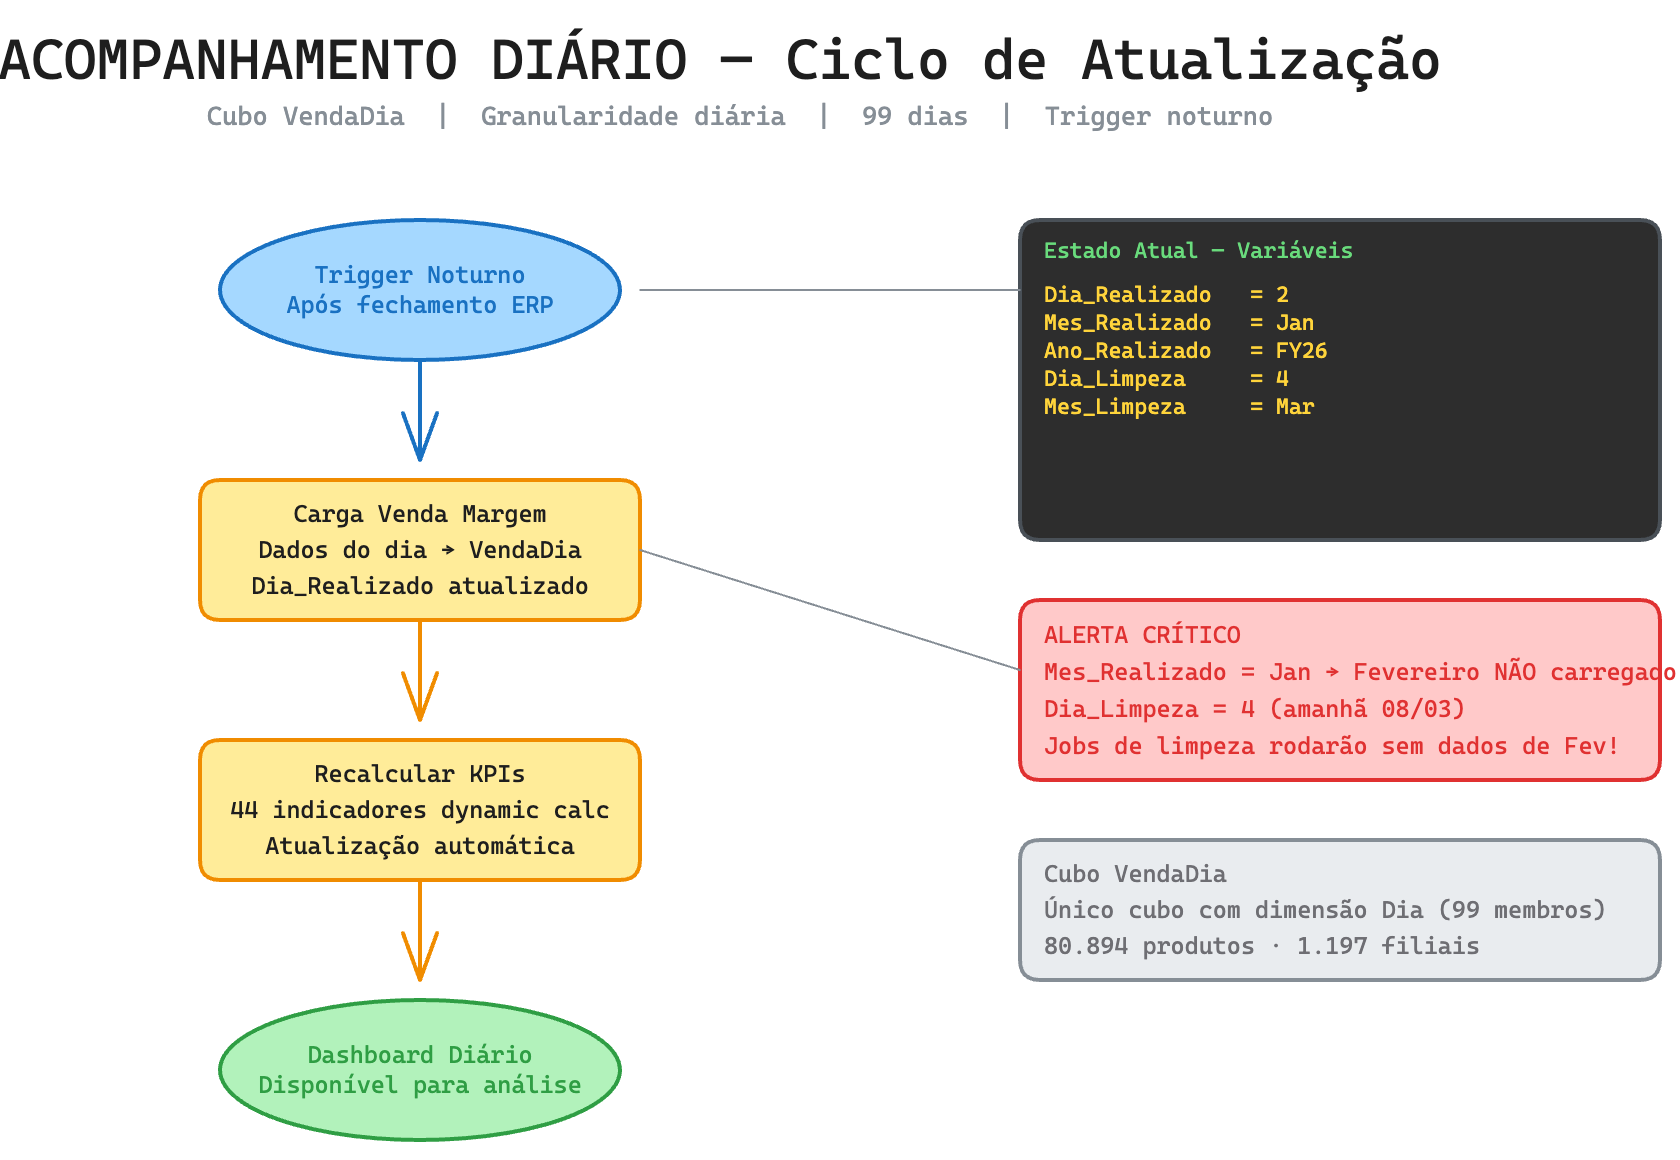 ACOMPANHAMENTO DIÁRIO — Ciclo de Atualização
Cubo VendaDia | Granularidade diária | 99 dias | Trigger noturno
Trigger Noturno
Após fechamento ERP
Estado Atual — Variáveis
Dia_Realizado = 2
Mes_Realizado = Jan
Ano_Realizado = FY26
Dia_Limpeza = 4
Mes_Limpeza = Mar
Carga Venda Margem
Dados do dia → VendaDia
Dia_Realizado atualizado
ALERTA CRÍTICO
Mes_Realizado = Jan → Fevereiro NÃO carregado
Dia_Limpeza = 4 (amanhã 08/03)
Jobs de limpeza rodarão sem dados de Fev!
Recalcular KPIs
44 indicadores dynamic calc
Atualização automática
Cubo VendaDia
Único cubo com dimensão Dia (99 membros)
80.894 produtos · 1.197 filiais
Dashboard Diário
Disponível para análise